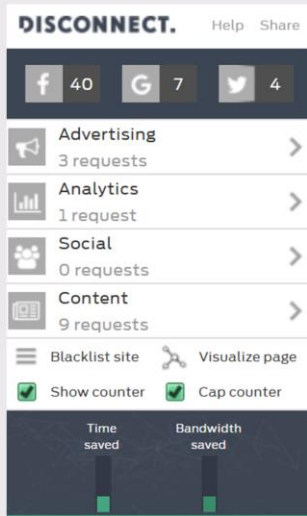 DISCONNECT. Help Share
f 40 G 7 4
Advertising
3 requests
Analytics
1 request
Social
0 requests
Content
9 requests
Blacklist site Visualize page
Show counter Cap counter
Time saved Bandwidth saved